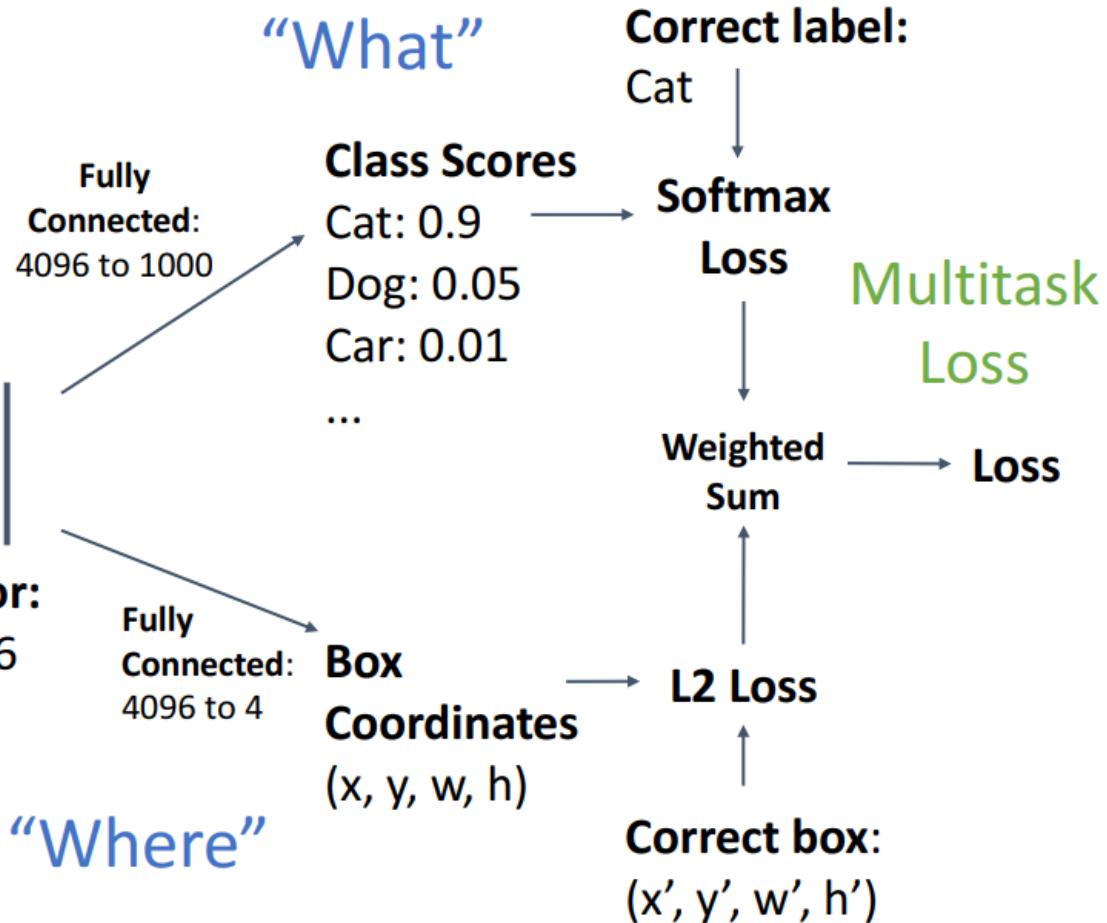 “What”
Correct label:
Cat
Fully
Connected:
4096 to 1000
Class Scores
Cat: 0.9
Dog: 0.05
Car: 0.01
...
Softmax
Loss
Multitask
Loss
Weighted
Sum
Loss
or:
6
Fully
Connected:
4096 to 4
Box
Coordinates
(x, y, w, h)
L2 Loss
“Where”
Correct box:
(x’, y’, w’, h’)